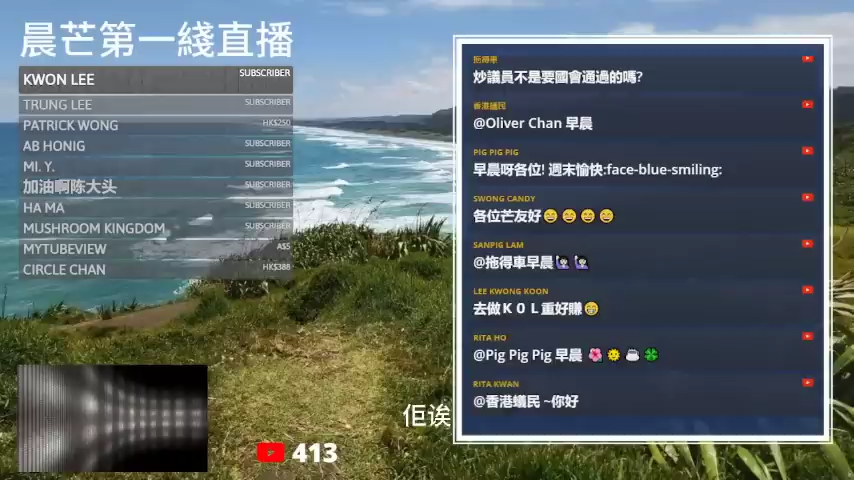 晨芒第一綫直播
KWON LEE SUBSCRIBER
TRUNG LEE SUBSCRIBER
PATRICK WONG HK$250
AB HONIG SUBSCRIBER
MI. Y. SUBSCRIBER
加油啊陈大头 SUBSCRIBER
HA MA SUBSCRIBER
MUSHROOM KINGDOM SUBSCRIBER
MYTUBEVIEW A$5
CIRCLE CHAN HK$388
413
佢诶
拖得車
炒議員不是要國會通過的嗎?
香港蟻民
@Oliver Chan 早晨
PIG PIG PIG
早晨呀各位! 週末愉快:face-blue-smiling:
SWONG CANDY
各位芒友好😄😄😄😄
SANPIG LAM
@拖得車早晨🙋🏻‍♀️🙋🏻‍♀️
LEE KWONG KOON
去做ＫＯＬ重好賺😁
RITA HO
@Pig Pig Pig 早晨 🌺🌞☕🍀
RITA KWAN
@香港蟻民 ~你好